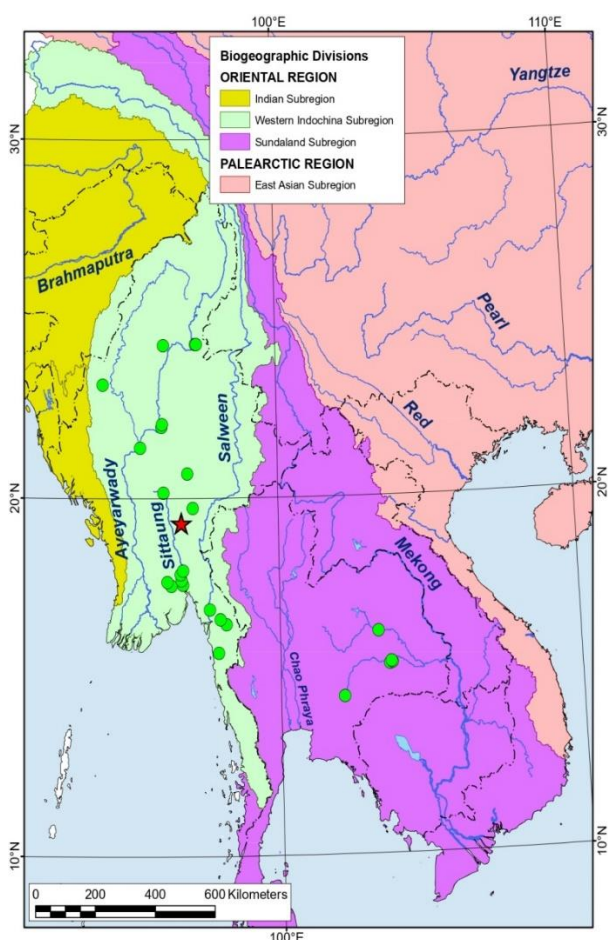 100°E
110°E
Biogeographic Divisions
ORIENTAL REGION
Indian Subregion
Western Indochina Subregion
Sundaland Subregion
PALEARCTIC REGION
East Asian Subregion
Yangtze
30°N
30°N
Brahmaputra
Pearl
Salween
Red
20°N
20°N
Ayeyarwady
Sittaung
Mekong
Chao Phraya
10°N
10°N
0 200 400 600 Kilometers
100°E